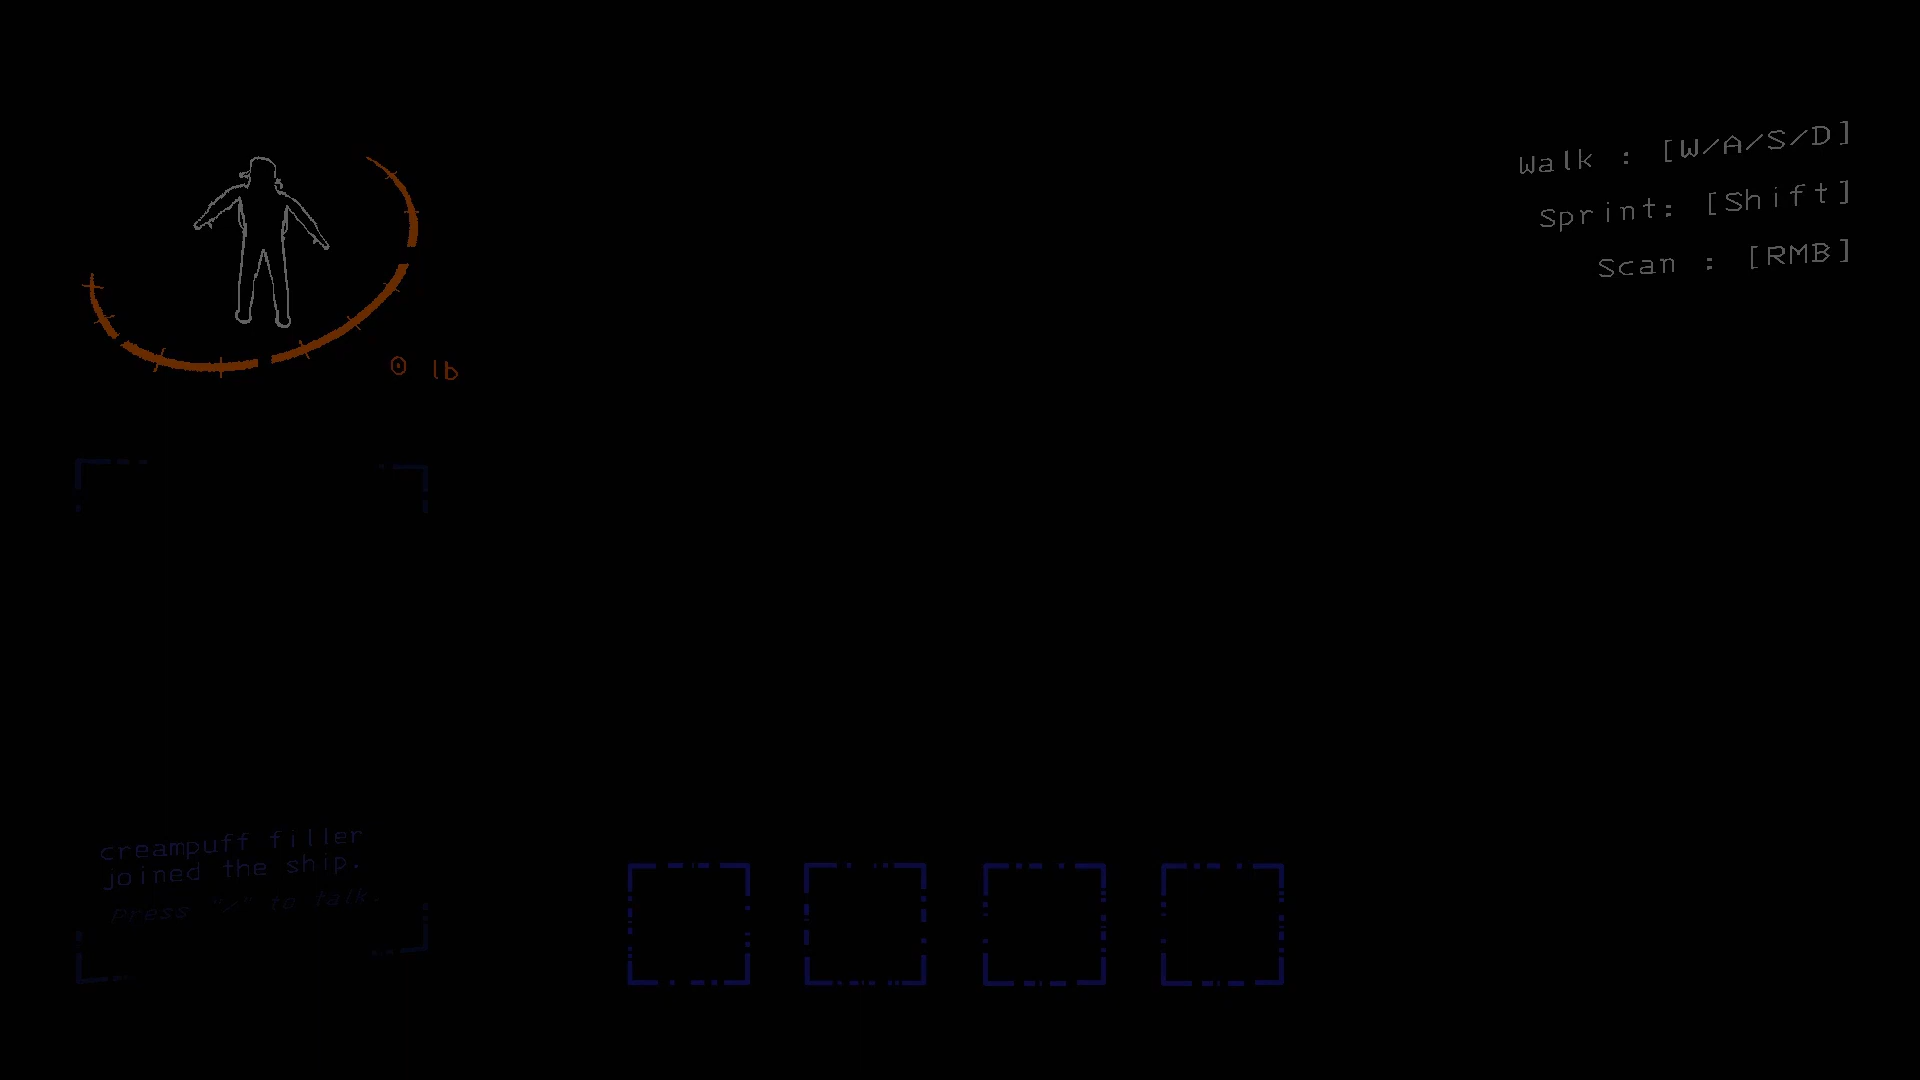 Walk : [W/A/S/D]
Sprint: [Shift]
Scan : [RMB]
0 lb
creampuff filler
joined the ship.
Press "/" to talk.